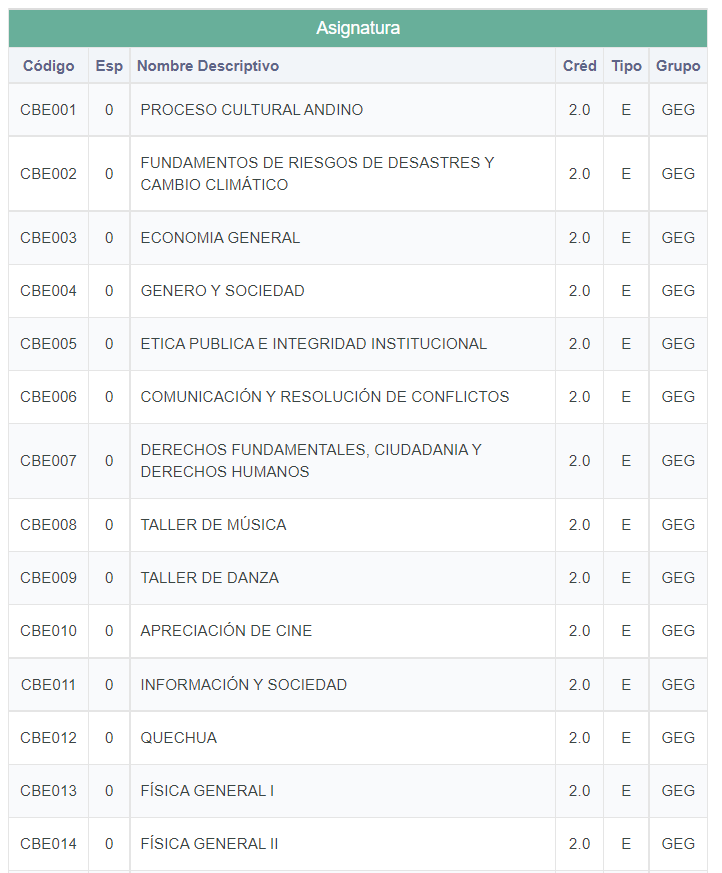 Asignatura
Código Esp Nombre Descriptivo Créd Tipo Grupo
CBE001 0 PROCESO CULTURAL ANDINO 2.0 E GEG
CBE002 0 FUNDAMENTOS DE RIESGOS DE DESASTRES Y
CAMBIO CLIMÁTICO 2.0 E GEG
CBE003 0 ECONOMIA GENERAL 2.0 E GEG
CBE004 0 GENERO Y SOCIEDAD 2.0 E GEG
CBE005 0 ETICA PUBLICA E INTEGRIDAD INSTITUCIONAL 2.0 E GEG
CBE006 0 COMUNICACIÓN Y RESOLUCIÓN DE CONFLICTOS 2.0 E GEG
CBE007 0 DERECHOS FUNDAMENTALES, CIUDADANIA Y
DERECHOS HUMANOS 2.0 E GEG
CBE008 0 TALLER DE MÚSICA 2.0 E GEG
CBE009 0 TALLER DE DANZA 2.0 E GEG
CBE010 0 APRECIACIÓN DE CINE 2.0 E GEG
CBE011 0 INFORMACIÓN Y SOCIEDAD 2.0 E GEG
CBE012 0 QUECHUA 2.0 E GEG
CBE013 0 FÍSICA GENERAL I 2.0 E GEG
CBE014 0 FÍSICA GENERAL II 2.0 E GEG